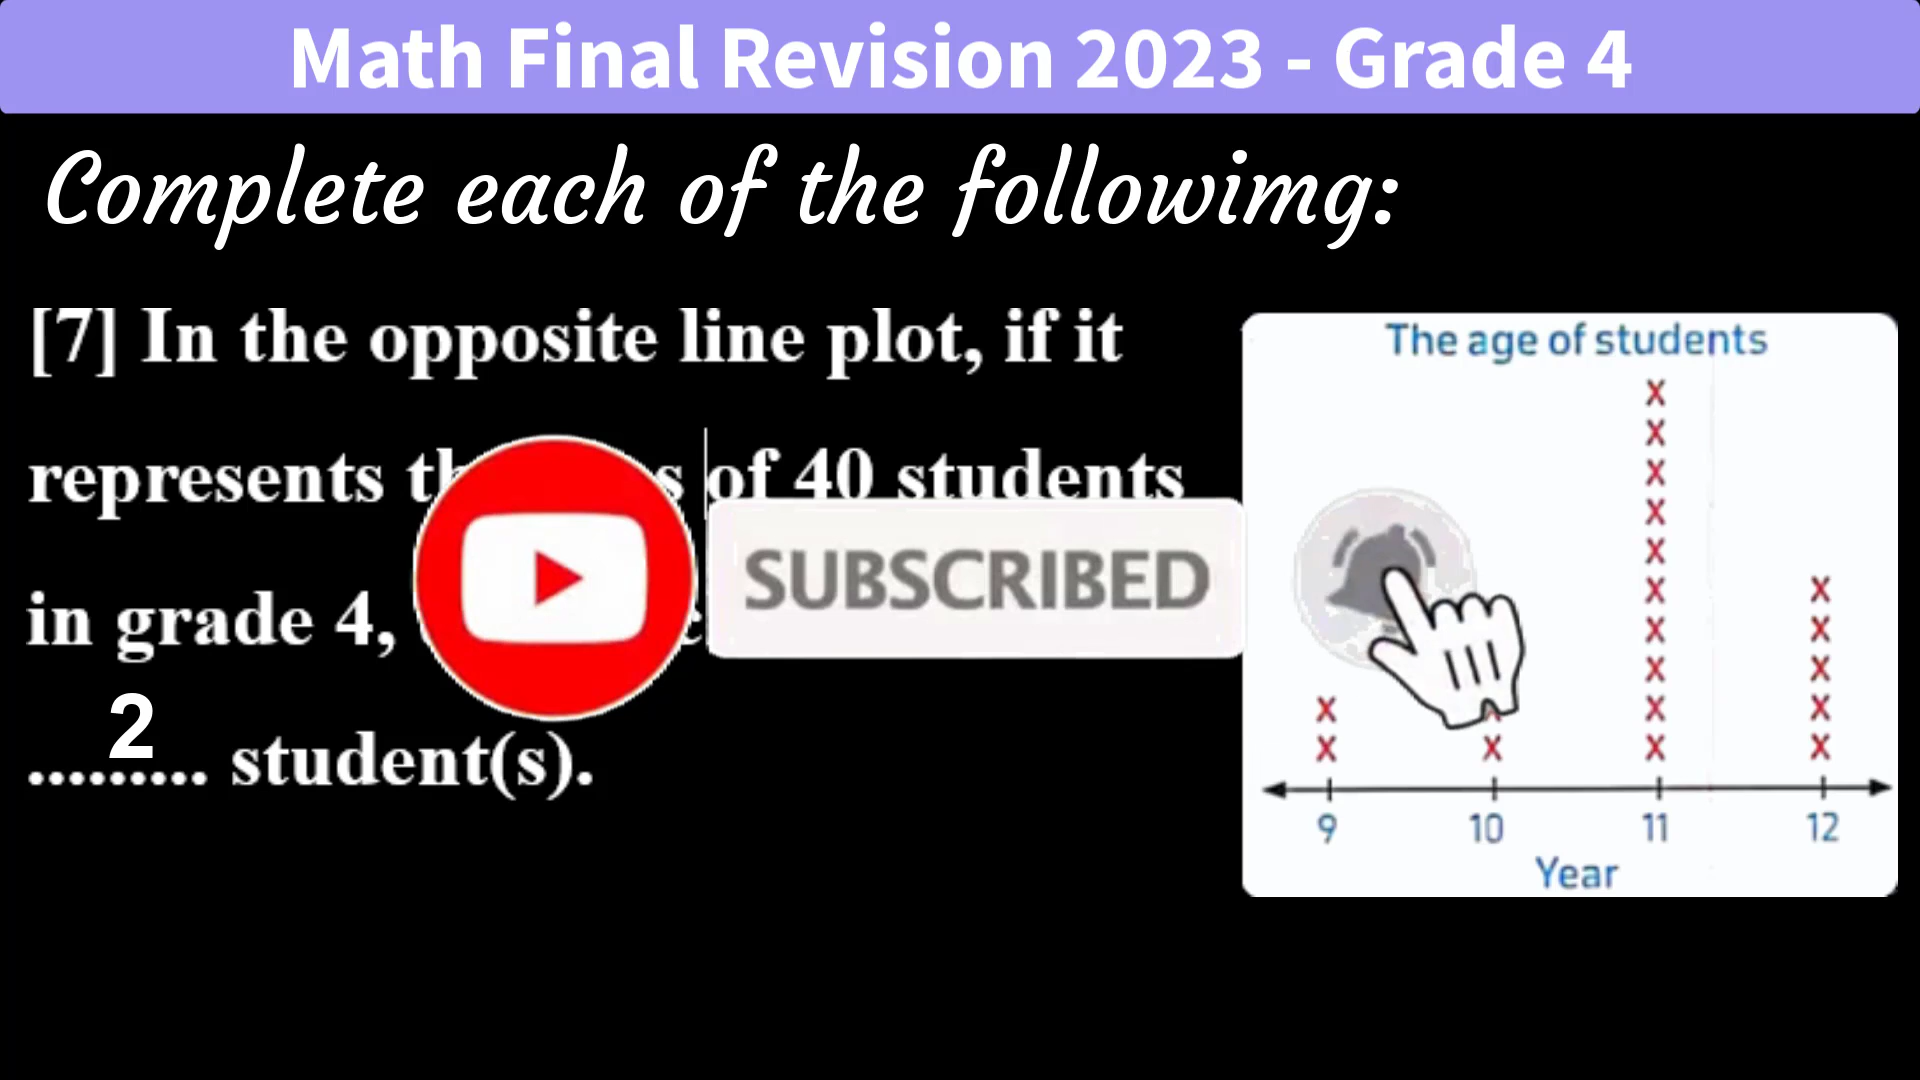 Math Final Revision 2023 - Grade 4
Complete each of the followimg:
[7] In the opposite line plot, if it
represents of 40 students
in grade 4,
2
......... student(s).
SUBSCRIBED
The age of students
X
X
X
X
X
X X
X X
X X
X X X
X X X X
9 10 11 12
Year